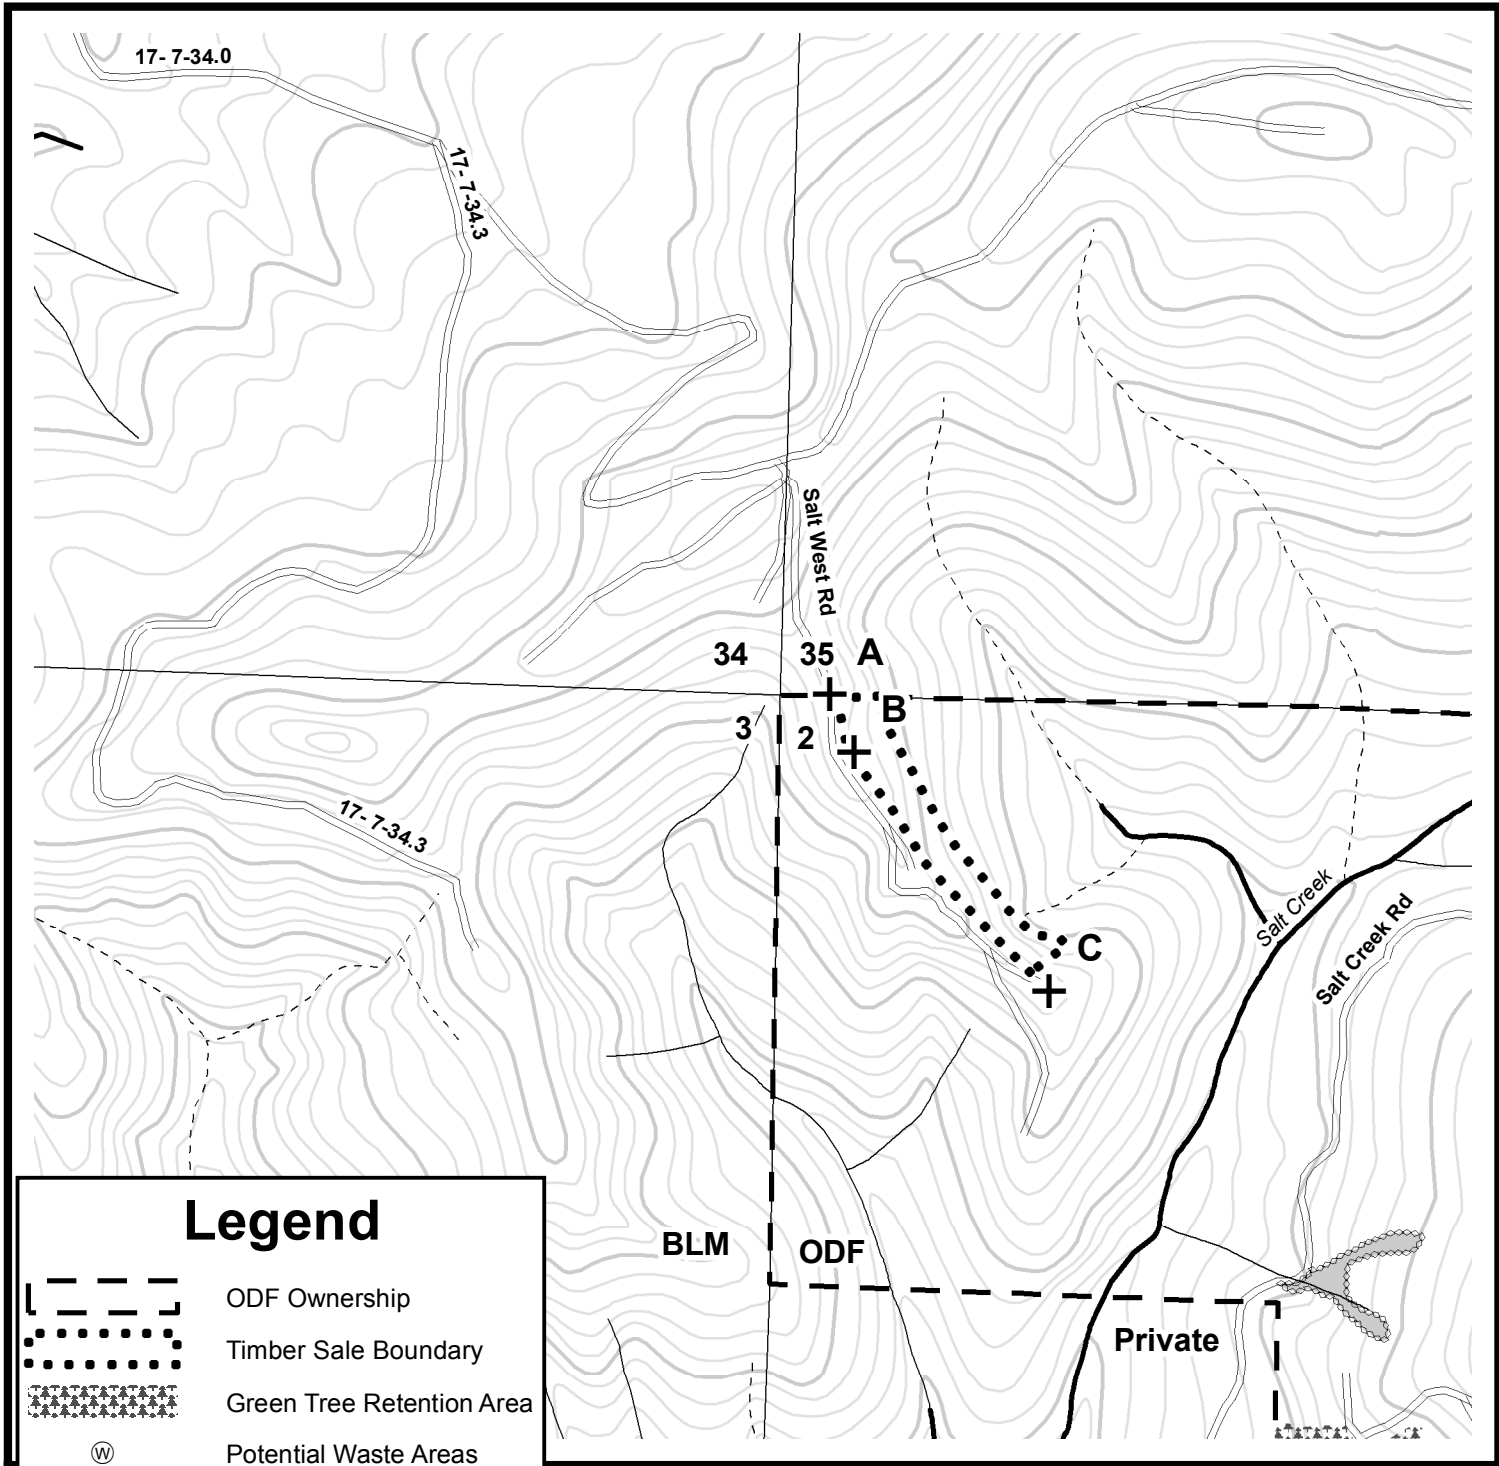 17- 7-34.0
17- 7-34.3
Salt West Rd
34
35
A
B
3
2
17- 7-34.3
C
Salt Creek
Salt Creek Rd
BLM
ODF
Private
Legend
ODF Ownership
Timber Sale Boundary
Green Tree Retention Area
W
Potential Waste Areas